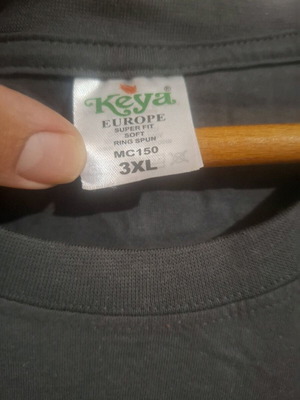 Keya
EUROPE
SUPER FIT
SOFT
RING SPUN
MC150
3XL